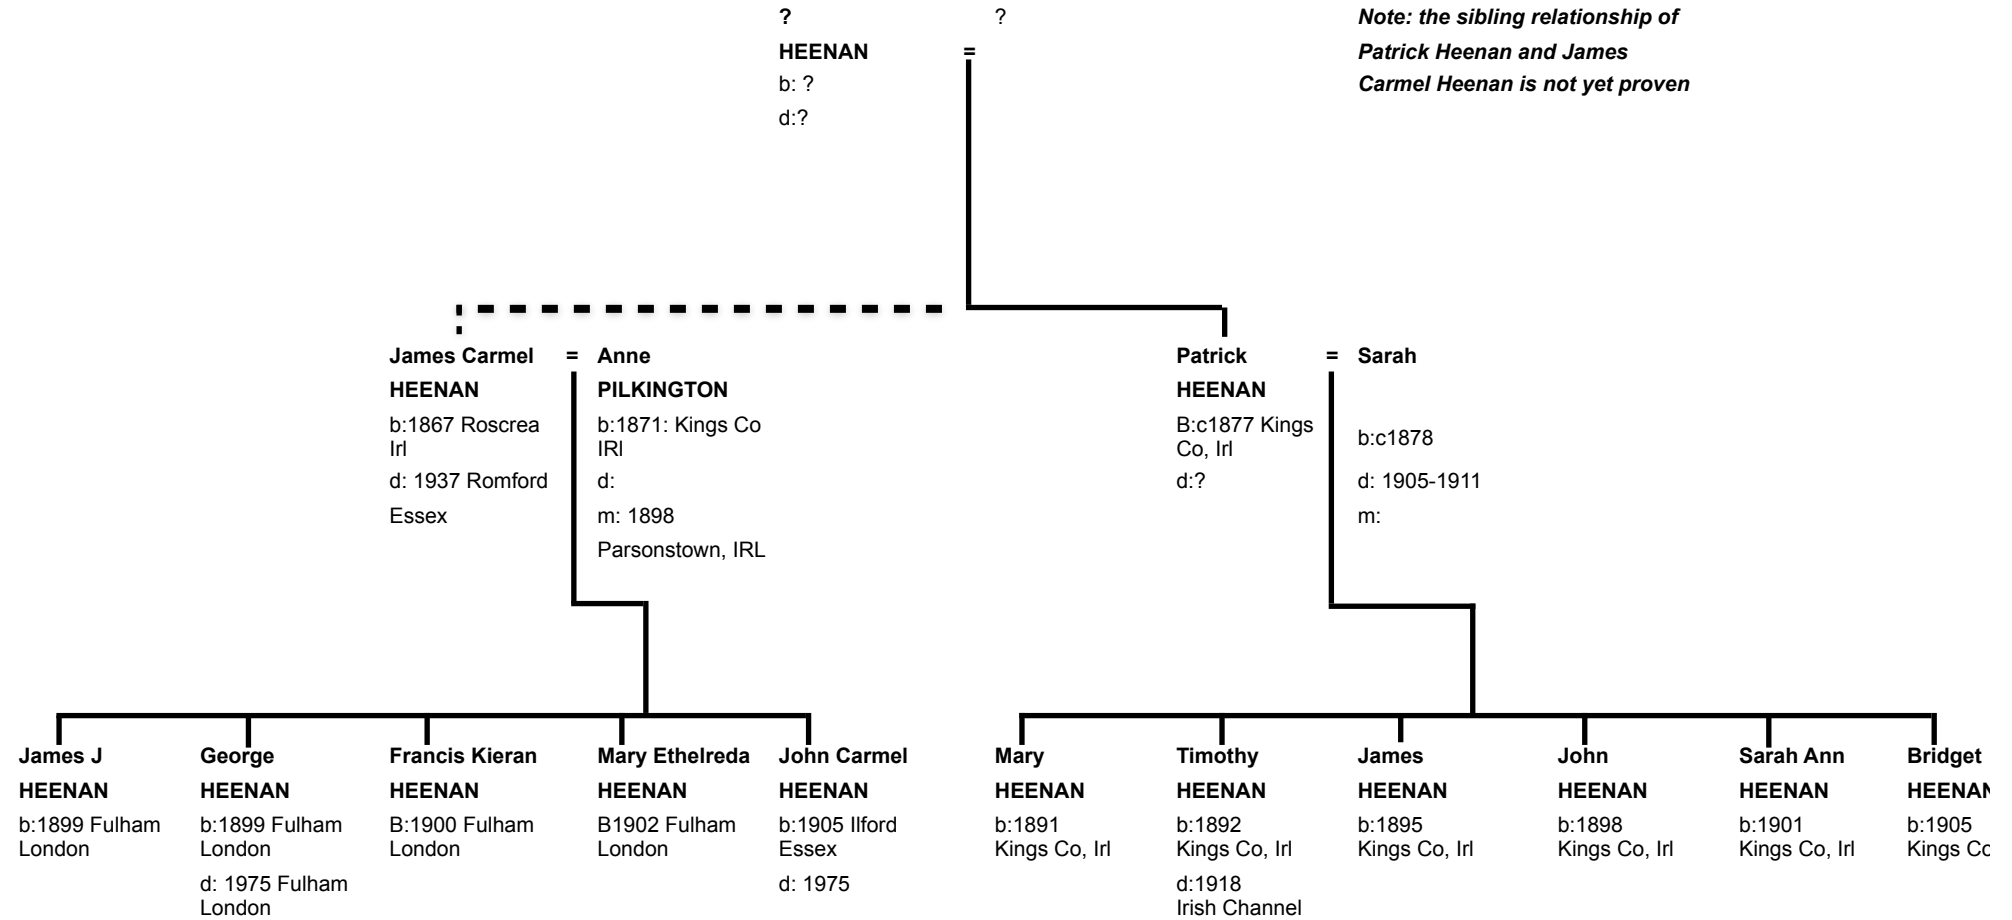 ?
HEENAN
b: ?
d:?
=
?
Note: the sibling relationship of
Patrick Heenan and James
Carmel Heenan is not yet proven
James Carmel
HEENAN
b:1867 Roscrea
Irl
d: 1937 Romford
Essex
=
Anne
PILKINGTON
b:1871: Kings Co
IRl
d:
m: 1898
Parsonstown, IRL
Patrick
HEENAN
B:c1877 Kings
Co, Irl
d:?
=
Sarah
b:c1878
d: 1905-1911
m:
James J
HEENAN
b:1899 Fulham
London
George
HEENAN
b:1899 Fulham
London
d: 1975 Fulham
London
Francis Kieran
HEENAN
B:1900 Fulham
London
Mary Ethelreda
HEENAN
B1902 Fulham
London
John Carmel
HEENAN
b:1905 Ilford
Essex
d: 1975
Mary
HEENAN
b:1891
Kings Co, Irl
Timothy
HEENAN
b:1892
Kings Co, Irl
d:1918
Irish Channel
James
HEENAN
b:1895
Kings Co, Irl
John
HEENAN
b:1898
Kings Co, Irl
Sarah Ann
HEENAN
b:1901
Kings Co, Irl
Bridget
HEENAN
b:1905
Kings Co